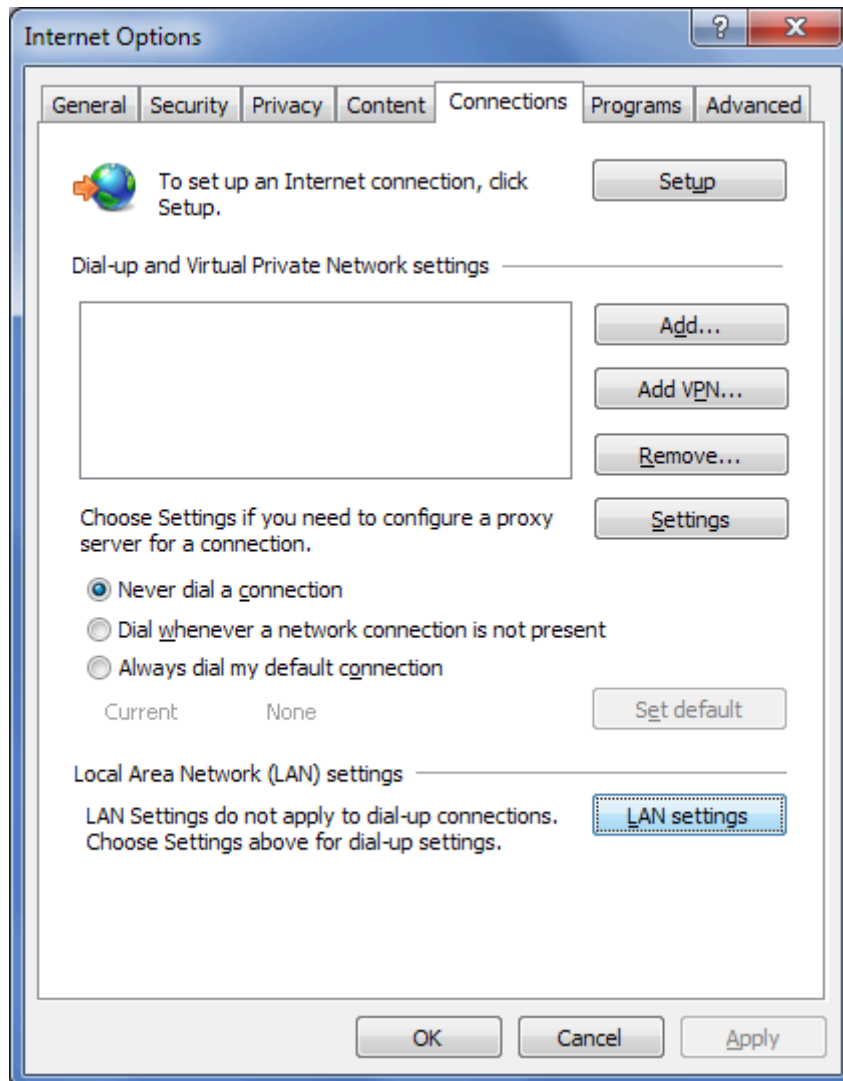 Internet Options
?
X
General Security Privacy Content Connections Programs Advanced
To set up an Internet connection, click
Setup.
Setup
Dial-up and Virtual Private Network settings
Add...
Add VPN...
Remove...
Choose Settings if you need to configure a proxy
server for a connection.
Settings
Never dial a connection
Dial whenever a network connection is not present
Always dial my default connection
Current None
Set default
Local Area Network (LAN) settings
LAN Settings do not apply to dial-up connections.
Choose Settings above for dial-up settings.
LAN settings
OK Cancel Apply